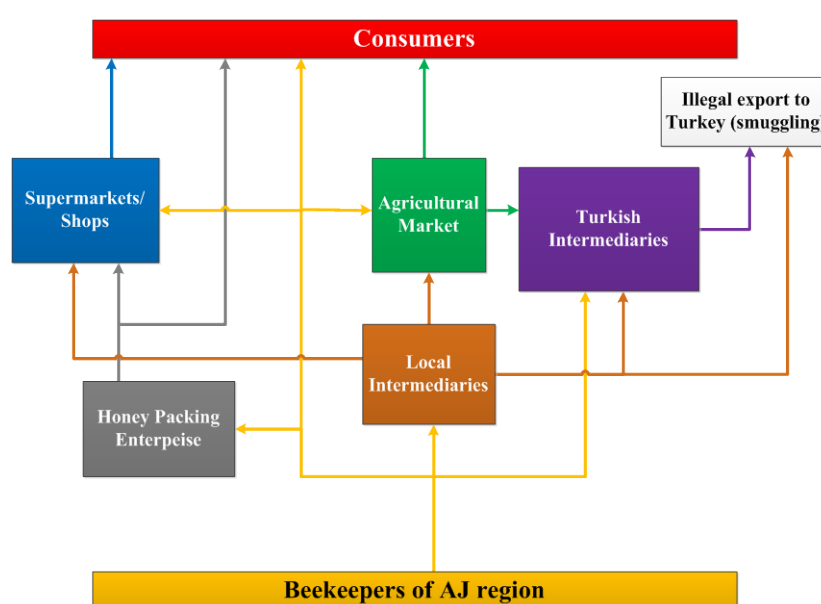 Consumers
Illegal export to
Turkey (smuggling)
Supermarkets/
Shops
Agricultural
Market
Turkish
Intermediaries
Local
Intermediaries
Honey Packing
Enterpeise
Beekeepers of AJ region